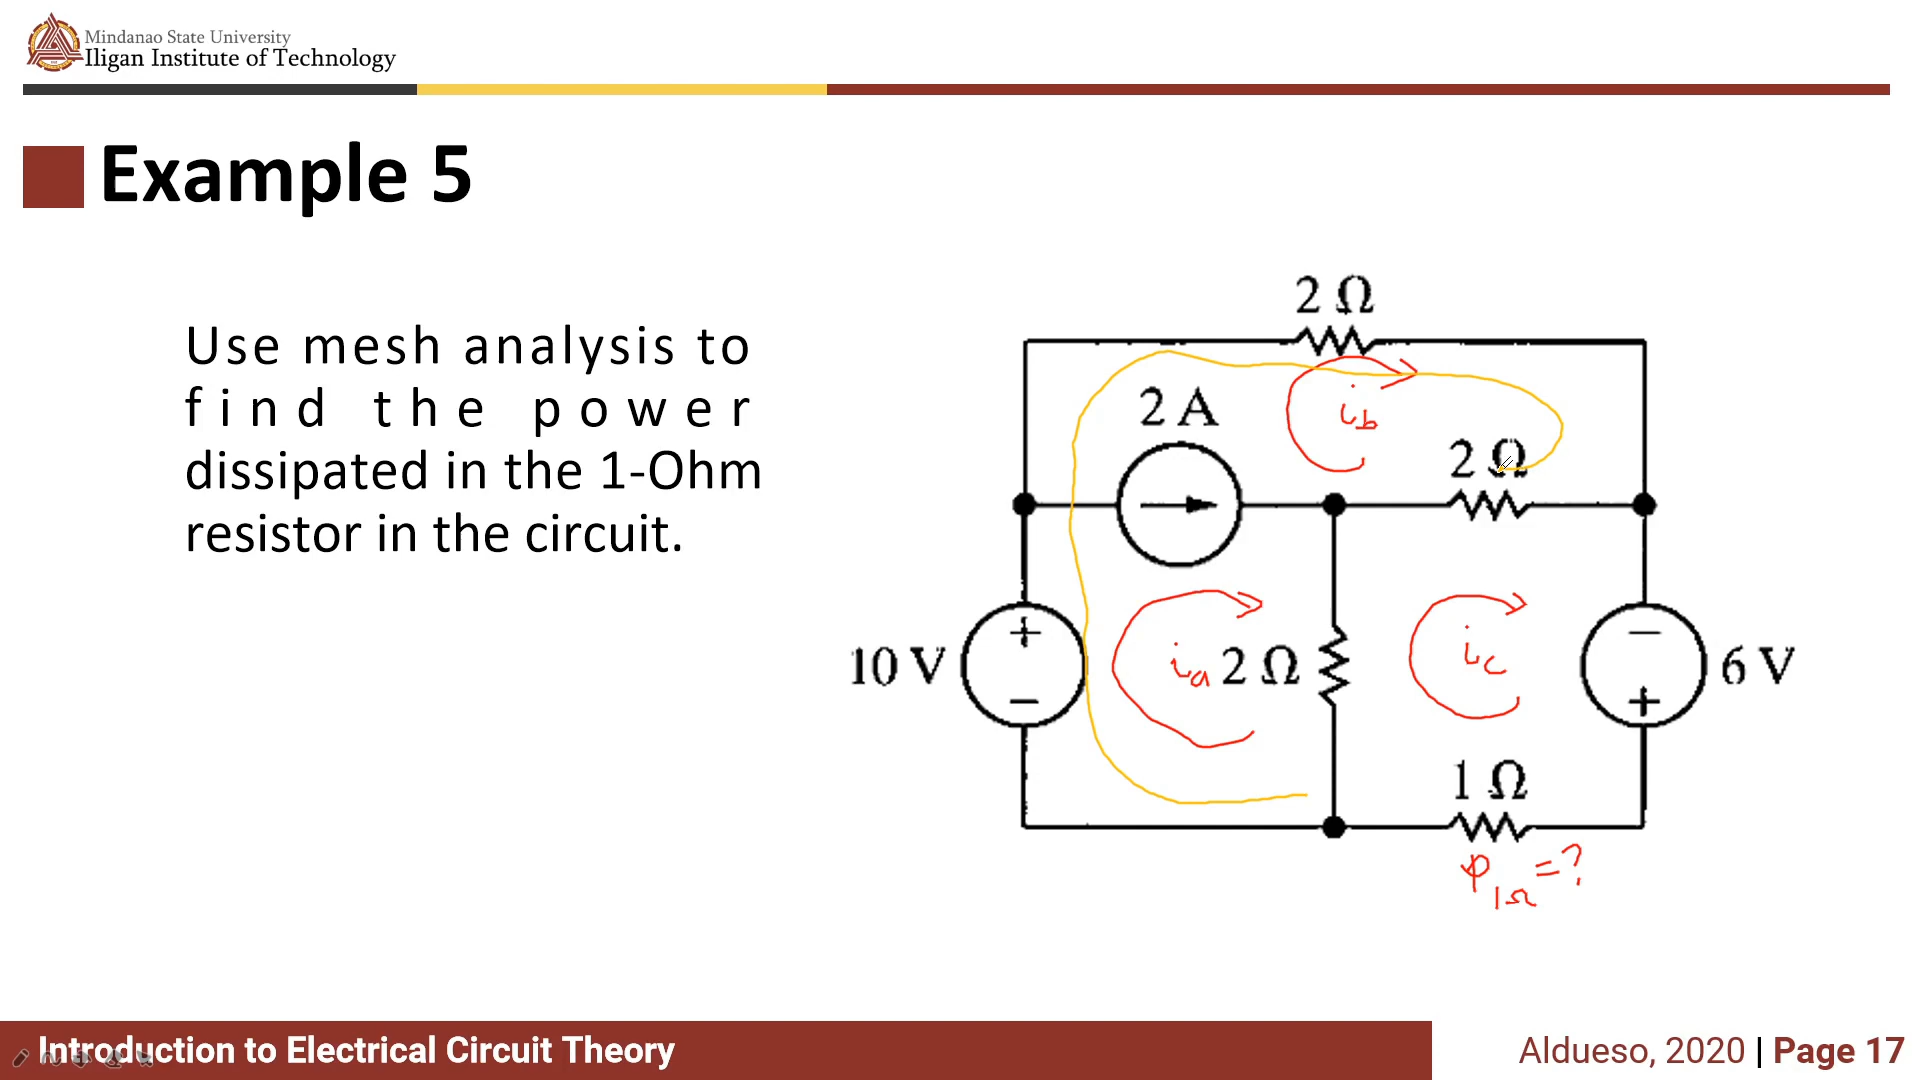 Mindanao State University
Iligan Institute of Technology
Example 5
Use mesh analysis to
find the power
dissipated in the 1-Ohm
resistor in the circuit.
2 Ω
2 A
i_b
2 Ω
10 V
+
−
i_a
2 Ω
i_c
−
+
6 V
1 Ω
P_1Ω = ?
Introduction to Electrical Circuit Theory
Aldueso, 2020 | Page 17